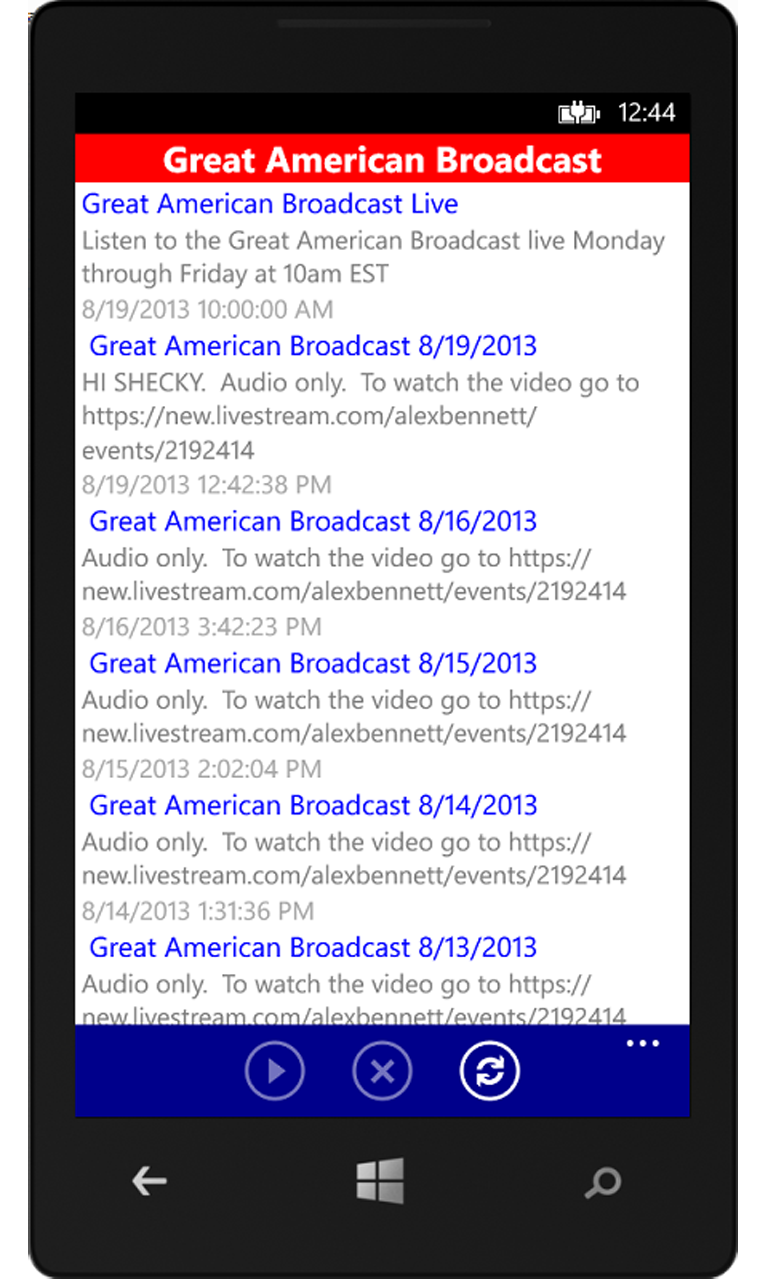 12:44
Great American Broadcast
Great American Broadcast Live
Listen to the Great American Broadcast live Monday
through Friday at 10am EST
8/19/2013 10:00:00 AM
Great American Broadcast 8/19/2013
HI SHECKY.  Audio only.  To watch the video go to
https://new.livestream.com/alexbennett/
events/2192414
8/19/2013 12:42:38 PM
Great American Broadcast 8/16/2013
Audio only.  To watch the video go to https://
new.livestream.com/alexbennett/events/2192414
8/16/2013 3:42:23 PM
Great American Broadcast 8/15/2013
Audio only.  To watch the video go to https://
new.livestream.com/alexbennett/events/2192414
8/15/2013 2:02:04 PM
Great American Broadcast 8/14/2013
Audio only.  To watch the video go to https://
new.livestream.com/alexbennett/events/2192414
8/14/2013 1:31:36 PM
Great American Broadcast 8/13/2013
Audio only.  To watch the video go to https://
new.livestream.com/alexbennett/events/2192414